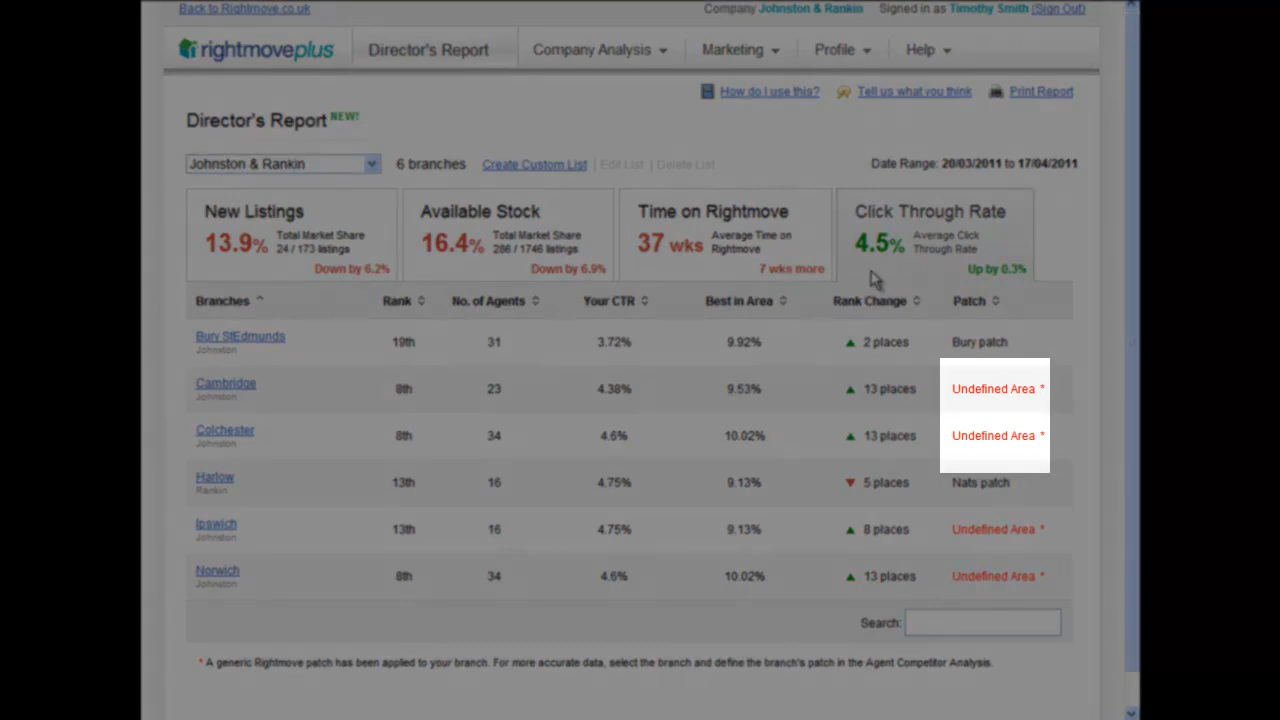 Back to Rightmove.co.uk Company Johnston & Rankin Signed in as Timothy Smith (Sign Out)
rightmoveplus Director's Report Company Analysis Marketing Profile Help
How do I use this? Tell us what you think Print Report
Director's Report NEW!
Johnston & Rankin 6 branches Create Custom List | Edit List | Delete List Date Range: 20/03/2011 to 17/04/2011
New Listings
13.9% Total Market Share
24 / 173 listings
Down by 6.2%
Available Stock
16.4% Total Market Share
286 / 1746 listings
Down by 6.9%
Time on Rightmove
37 wks Average Time on
Rightmove
7 wks more
Click Through Rate
4.5% Average Click
Through Rate
Up by 0.3%
Branches Rank No. of Agents Your CTR Best in Area Rank Change Patch
Bury StEdmunds 19th 31 3.72% 9.92% ▲ 2 places Bury patch
Johnston
Cambridge 8th 23 4.38% 9.53% ▲ 13 places Undefined Area *
Johnston
Colchester 8th 34 4.6% 10.02% ▲ 13 places Undefined Area *
Johnston
Harlow 13th 16 4.75% 9.13% ▼ 5 places Nats patch
Rankin
Ipswich 13th 16 4.75% 9.13% ▲ 8 places Undefined Area *
Johnston
Norwich 8th 34 4.6% 10.02% ▲ 13 places Undefined Area *
Johnston
Search:
* A generic Rightmove patch has been applied to your branch. For more accurate data, select the branch and define the branch's patch in the Agent Competitor Analysis.